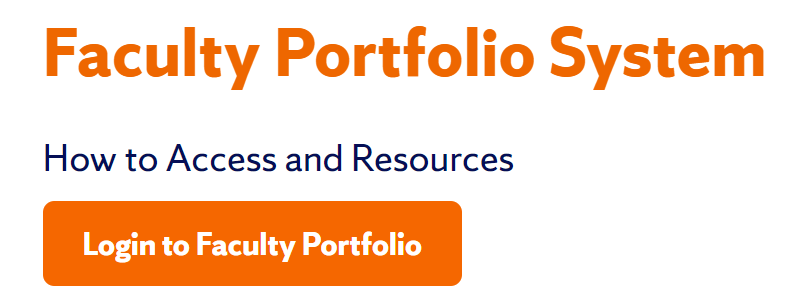 Faculty Portfolio System
How to Access and Resources
Login to Faculty Portfolio